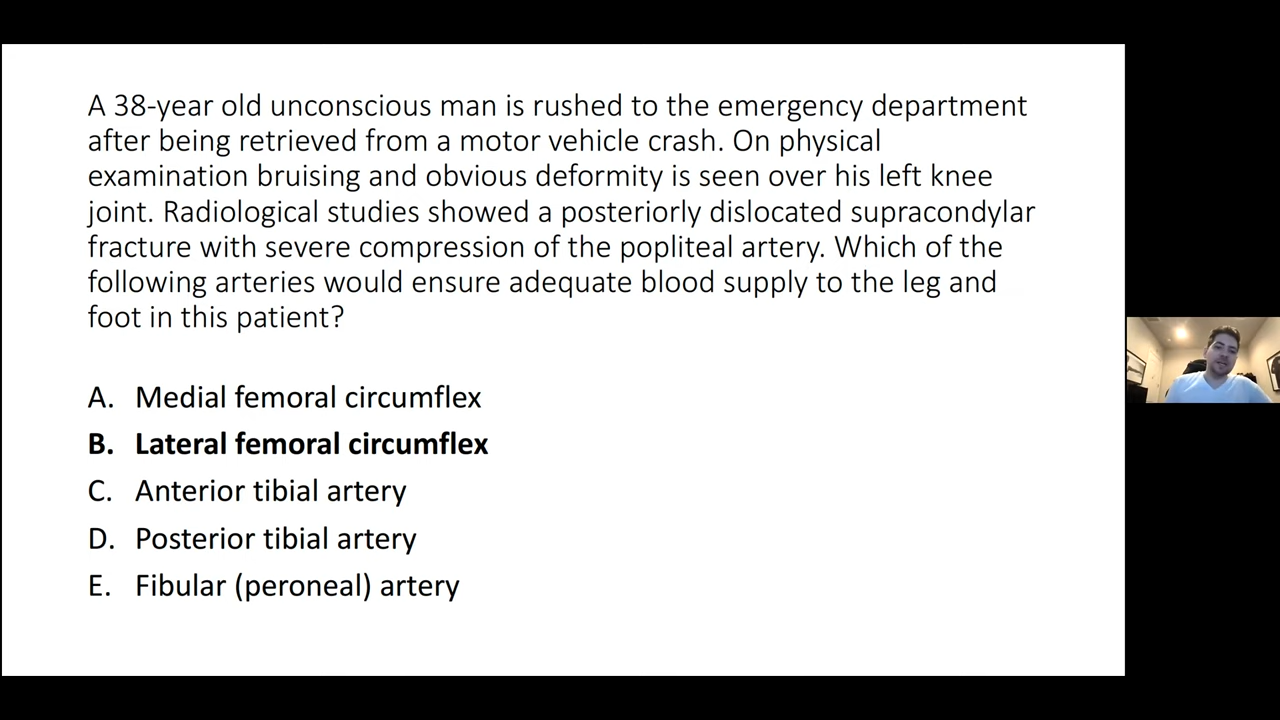 A 38-year old unconscious man is rushed to the emergency department
after being retrieved from a motor vehicle crash. On physical
examination bruising and obvious deformity is seen over his left knee
joint. Radiological studies showed a posteriorly dislocated supracondylar
fracture with severe compression of the popliteal artery. Which of the
following arteries would ensure adequate blood supply to the leg and
foot in this patient?
A. Medial femoral circumflex
B. Lateral femoral circumflex
C. Anterior tibial artery
D. Posterior tibial artery
E. Fibular (peroneal) artery